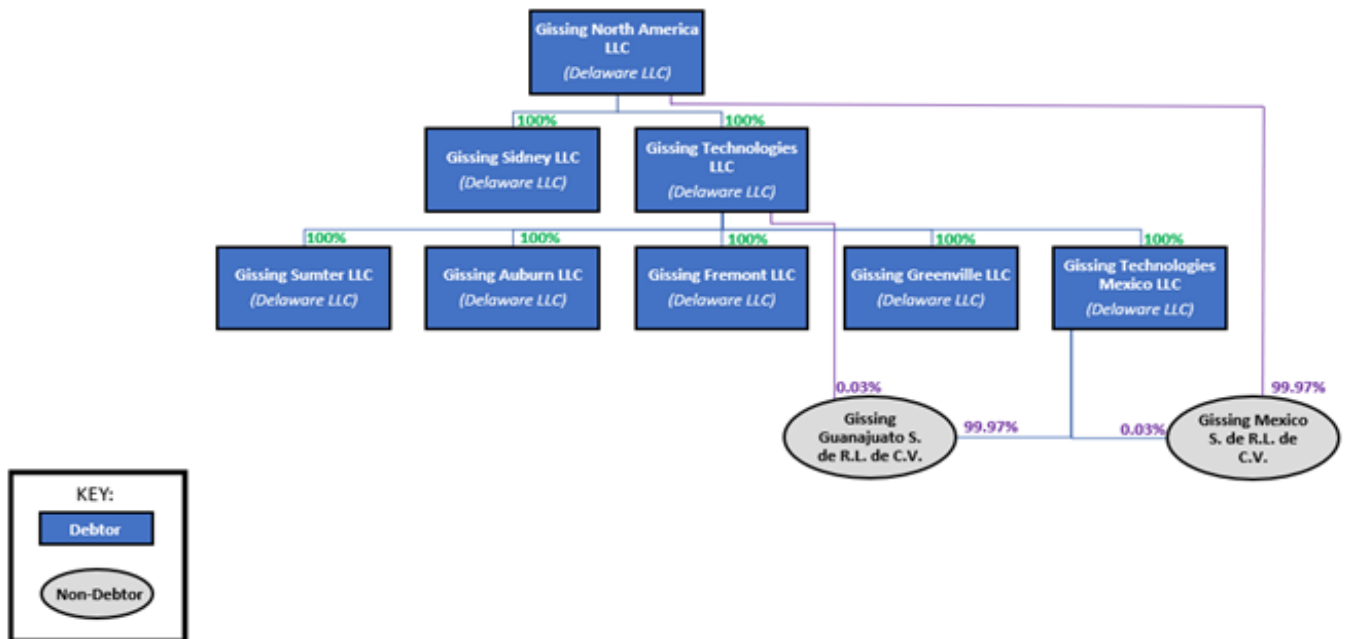 Gissing North America
LLC
(Delaware LLC)
100%
100%
Gissing Sidney LLC
(Delaware LLC)
Gissing Technologies
LLC
(Delaware LLC)
100%
100%
100%
100%
100%
Gissing Sumter LLC
(Delaware LLC)
Gissing Auburn LLC
(Delaware LLC)
Gissing Fremont LLC
(Delaware LLC)
Gissing Greenville LLC
(Delaware LLC)
Gissing Technologies
Mexico LLC
(Delaware LLC)
0.03%
99.97%
Gissing
Guanajuato S.
de R.L. de C.V.
99.97%
0.03%
Gissing Mexico
S. de R.L. de
C.V.
KEY:
Debtor
Non-Debtor